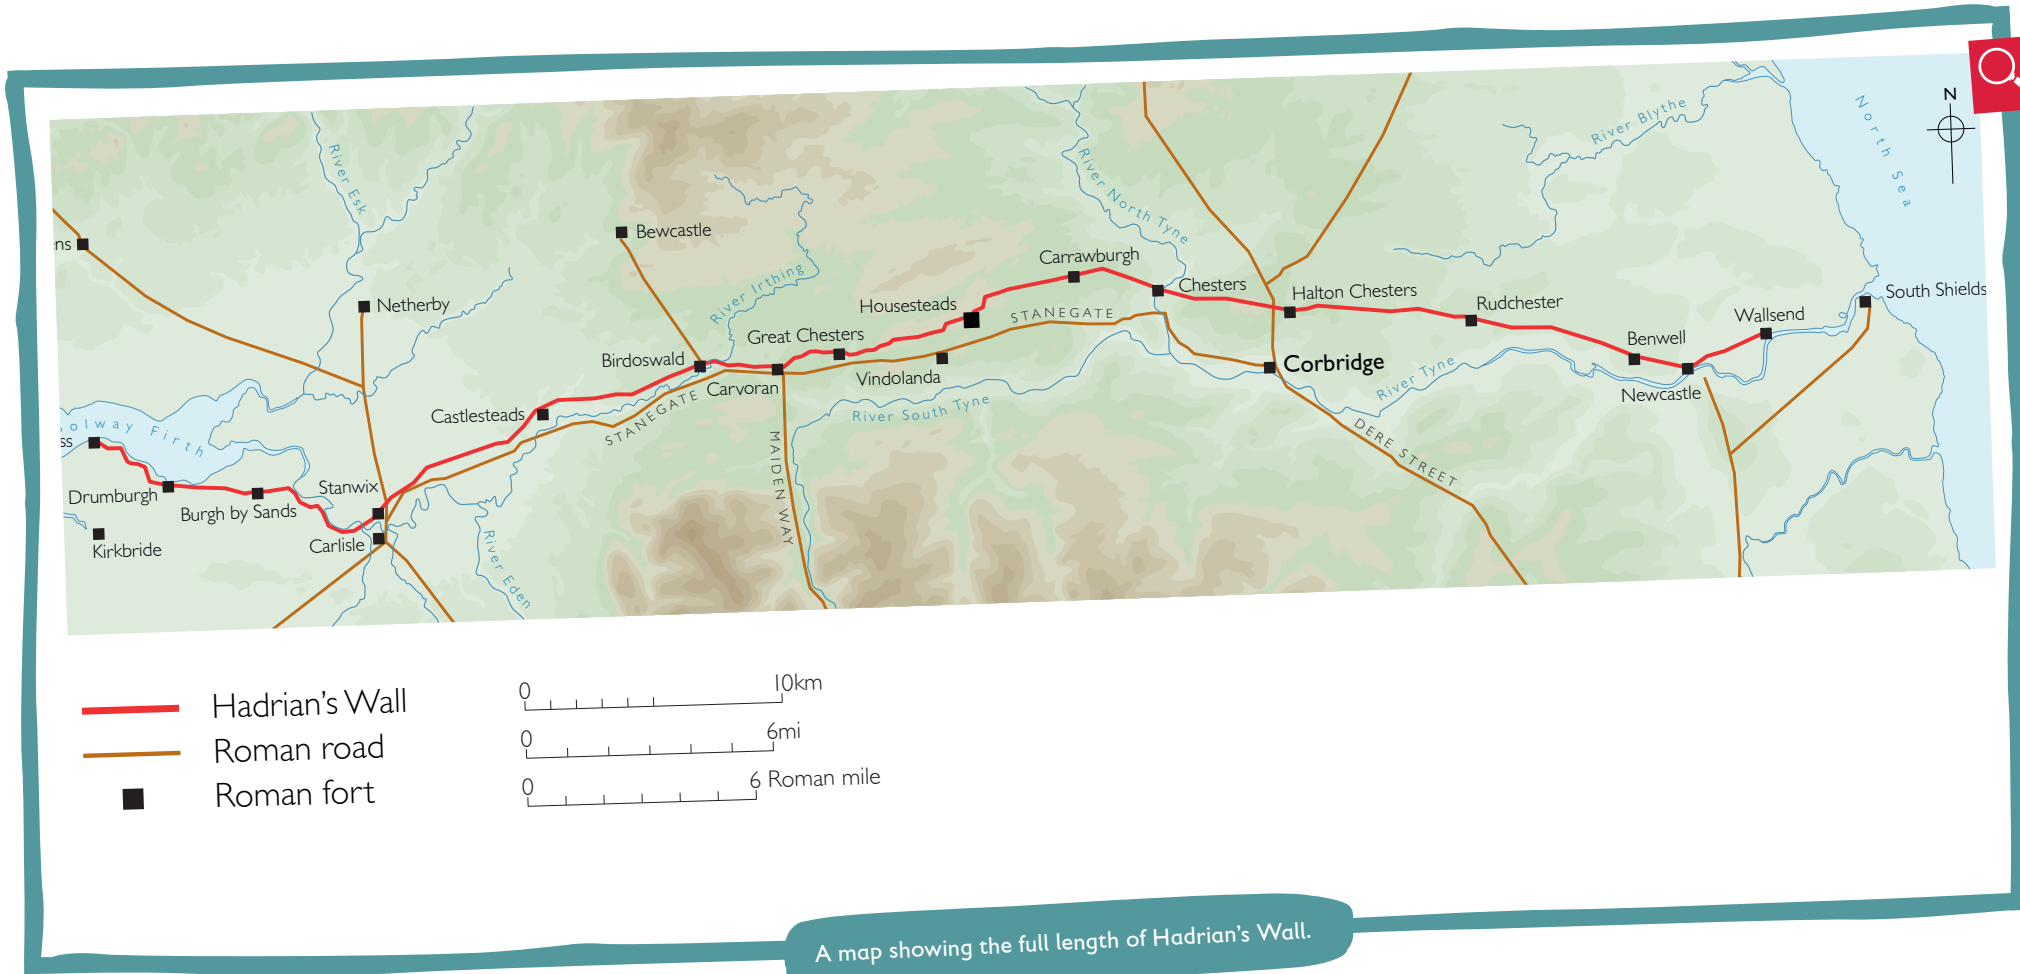 N
North Sea
River Blythe
River Esk
River North Tyne
Bewcastle
ens
Carrawburgh
River Irthing
Chesters
South Shields
Netherby
Housesteads
Halton Chesters
STANEGATE
Rudchester
Wallsend
Great Chesters
Benwell
Birdoswald
Corbridge
Vindolanda
Carvoran
River Tyne
Newcastle
Castlesteads
River South Tyne
STANEGATE
olway Firth
ss
MAIDEN WAY
DERE STREET
Stanwix
Drumburgh
Burgh by Sands
Carlisle
Kirkbride
River Eden
Hadrian's Wall
Roman road
Roman fort
0 10km
0 6mi
0 6 Roman mile
A map showing the full length of Hadrian's Wall.